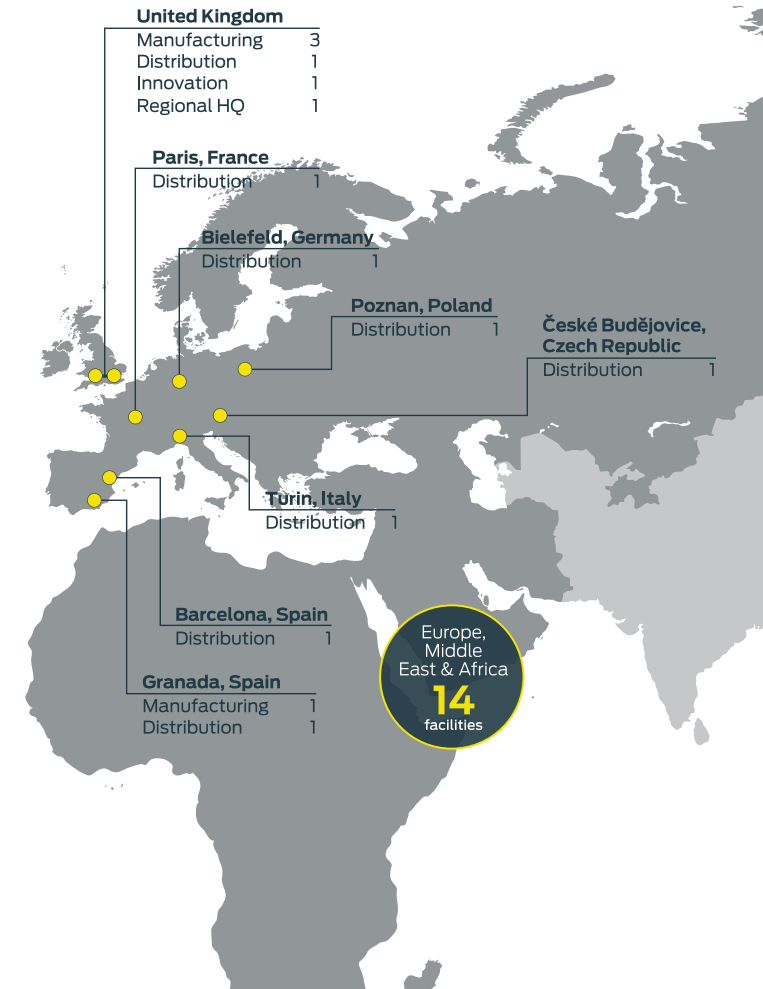 United Kingdom
Manufacturing 3
Distribution 1
Innovation 1
Regional HQ 1
Paris, France
Distribution 1
Bielefeld, Germany
Distribution 1
Poznan, Poland
Distribution 1
České Budějovice,
Czech Republic
Distribution 1
Turin, Italy
Distribution 1
Barcelona, Spain
Distribution 1
Granada, Spain
Manufacturing 1
Distribution 1
Europe,
Middle
East & Africa
14
facilities